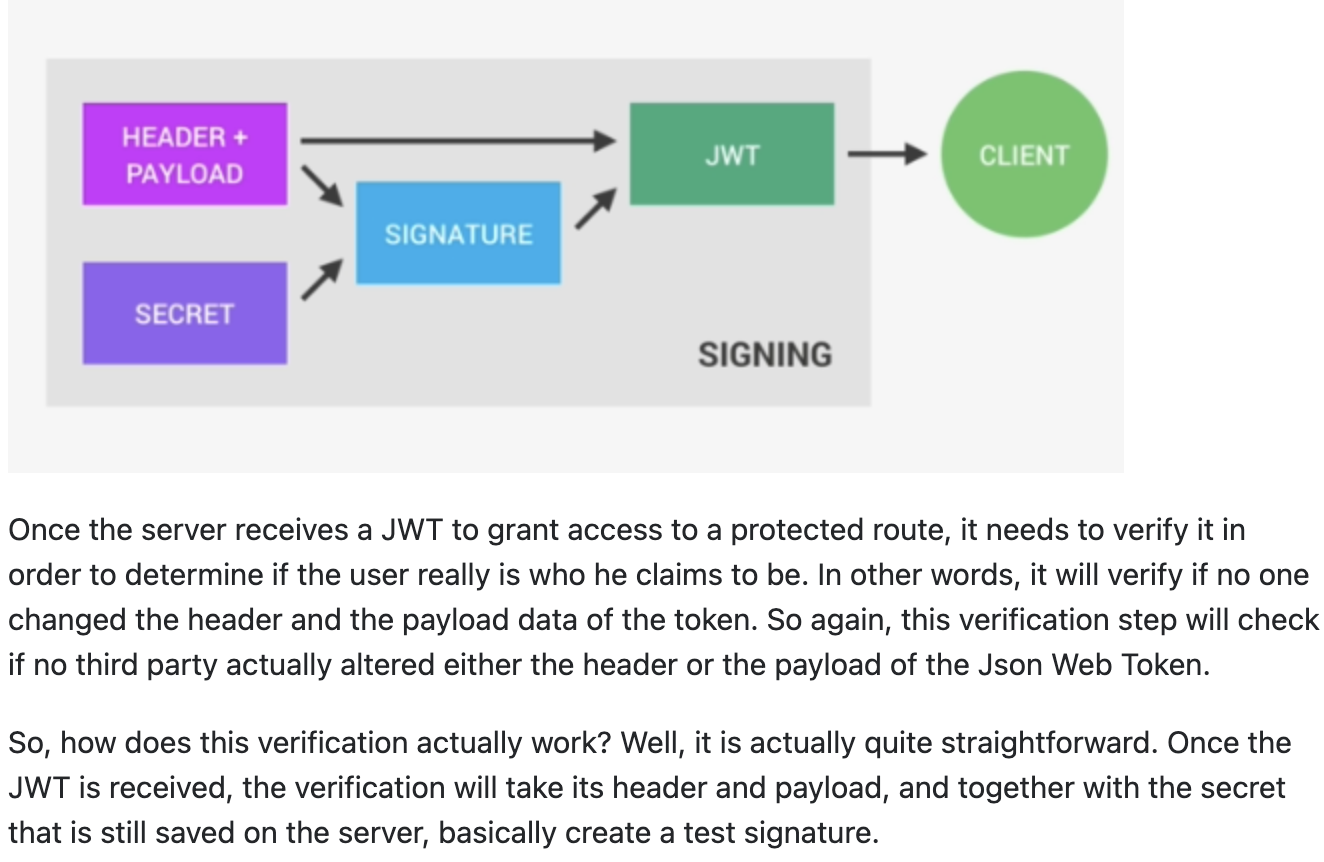 HEADER +
PAYLOAD
JWT
CLIENT
SIGNATURE
SECRET
SIGNING
Once the server receives a JWT to grant access to a protected route, it needs to verify it in
order to determine if the user really is who he claims to be. In other words, it will verify if no one
changed the header and the payload data of the token. So again, this verification step will check
if no third party actually altered either the header or the payload of the Json Web Token.
So, how does this verification actually work? Well, it is actually quite straightforward. Once the
JWT is received, the verification will take its header and payload, and together with the secret
that is still saved on the server, basically create a test signature.